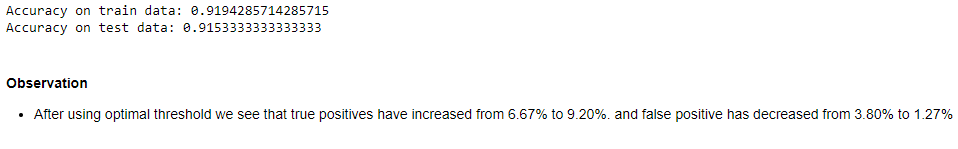 Accuracy on train data: 0.9194285714285715
Accuracy on test data: 0.9153333333333333
Observation
• After using optimal threshold we see that true positives have increased from 6.67% to 9.20%. and false positive has decreased from 3.80% to 1.27%